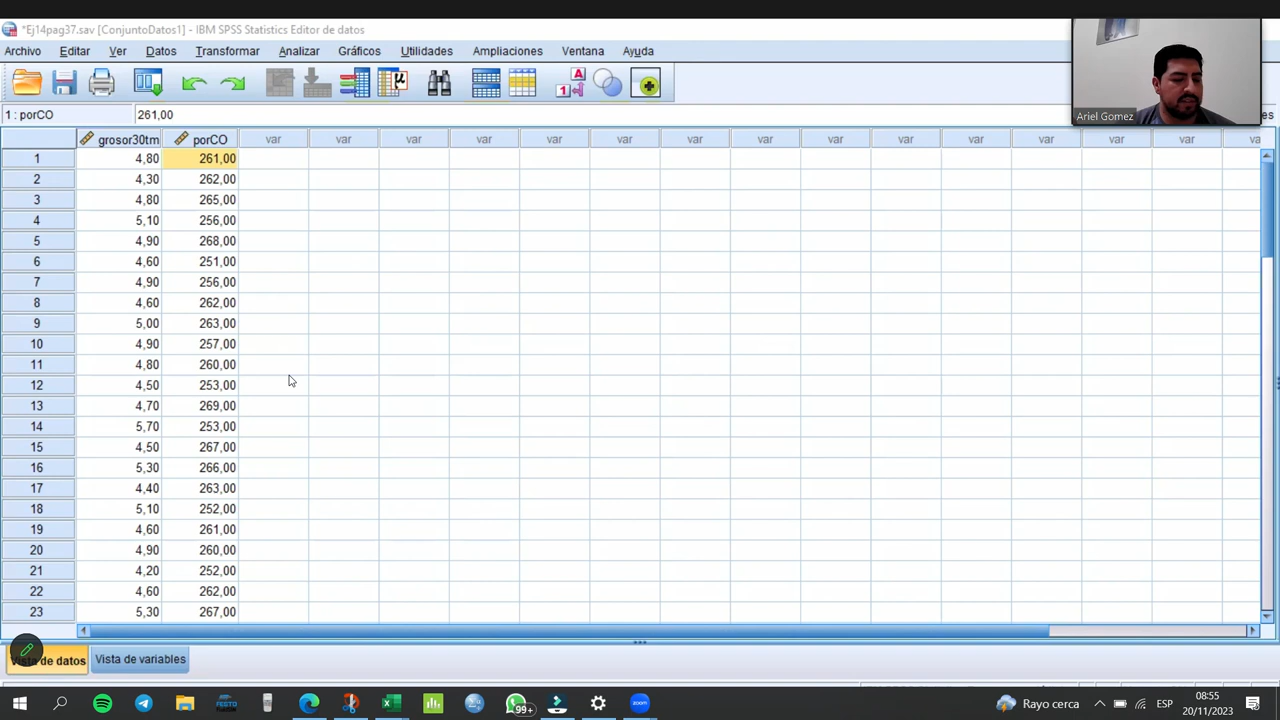 *Ej14pag37.sav [ConjuntoDatos1] - IBM SPSS Statistics Editor de datos
Archivo Editar Ver Datos Transformar Analizar Gráficos Utilidades Ampliaciones Ventana Ayuda
Ariel Gomez
1 : porCO 261,00
grosor30tm porCO var var var var var var var var var var var var var var
1 4,80 261,00
2 4,30 262,00
3 4,80 265,00
4 5,10 256,00
5 4,90 268,00
6 4,60 251,00
7 4,90 256,00
8 4,60 262,00
9 5,00 263,00
10 4,90 257,00
11 4,80 260,00
12 4,50 253,00
13 4,70 269,00
14 5,70 253,00
15 4,50 267,00
16 5,30 266,00
17 4,40 263,00
18 5,10 252,00
19 4,60 261,00
20 4,90 260,00
21 4,20 252,00
22 4,60 262,00
23 5,30 267,00
Vista de datos Vista de variables
99+ zoom Rayo cerca ESP 08:55
20/11/2023